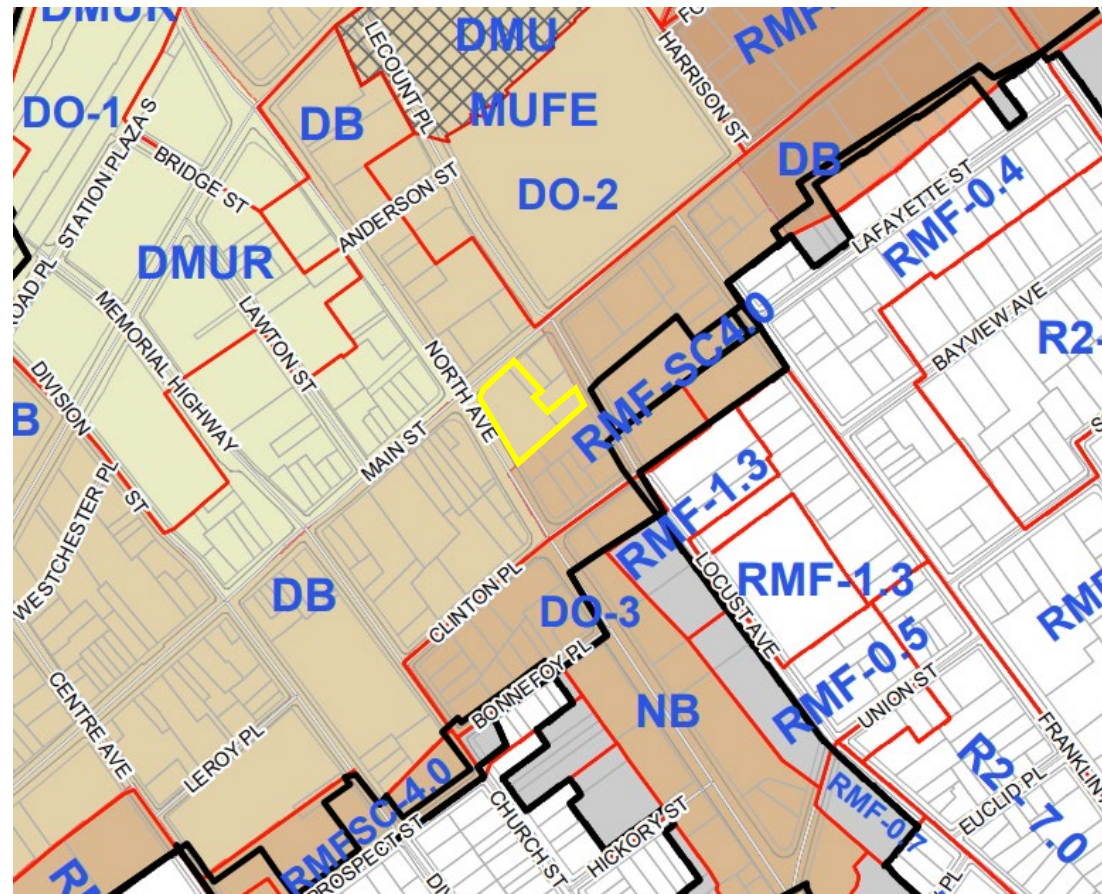 DMUR
LECOUNT PL
DMU
HARRISON ST
RMF
DO-1
DB
MUFE
DB
STATION PLAZA S
BRIDGE ST
ANDERSON ST
DO-2
LAFAYETTE ST
RMF-0.4
DMUR
ROAD PL
MEMORIAL HIGHWAY
LAWTON ST
NORTH AVE
RMF-SC4.0
BAYVIEW AVE
R2-
DIVISION ST
B
MAIN ST
WESTCHESTER PL
RMF-1.3
DB
CLINTON PL
DO-3
LOCUST AVE
RMF-1.3
RMF
CENTRE AVE
LEROY PL
BONNEFOY PL
NB
RMF-0.5
UNION ST
FRANKLIN
RMFSC-4.0
PROSPECT ST
CHURCH ST
HICKORY ST
RMF-0.7
R2-7.0
EUCLID PL
PL